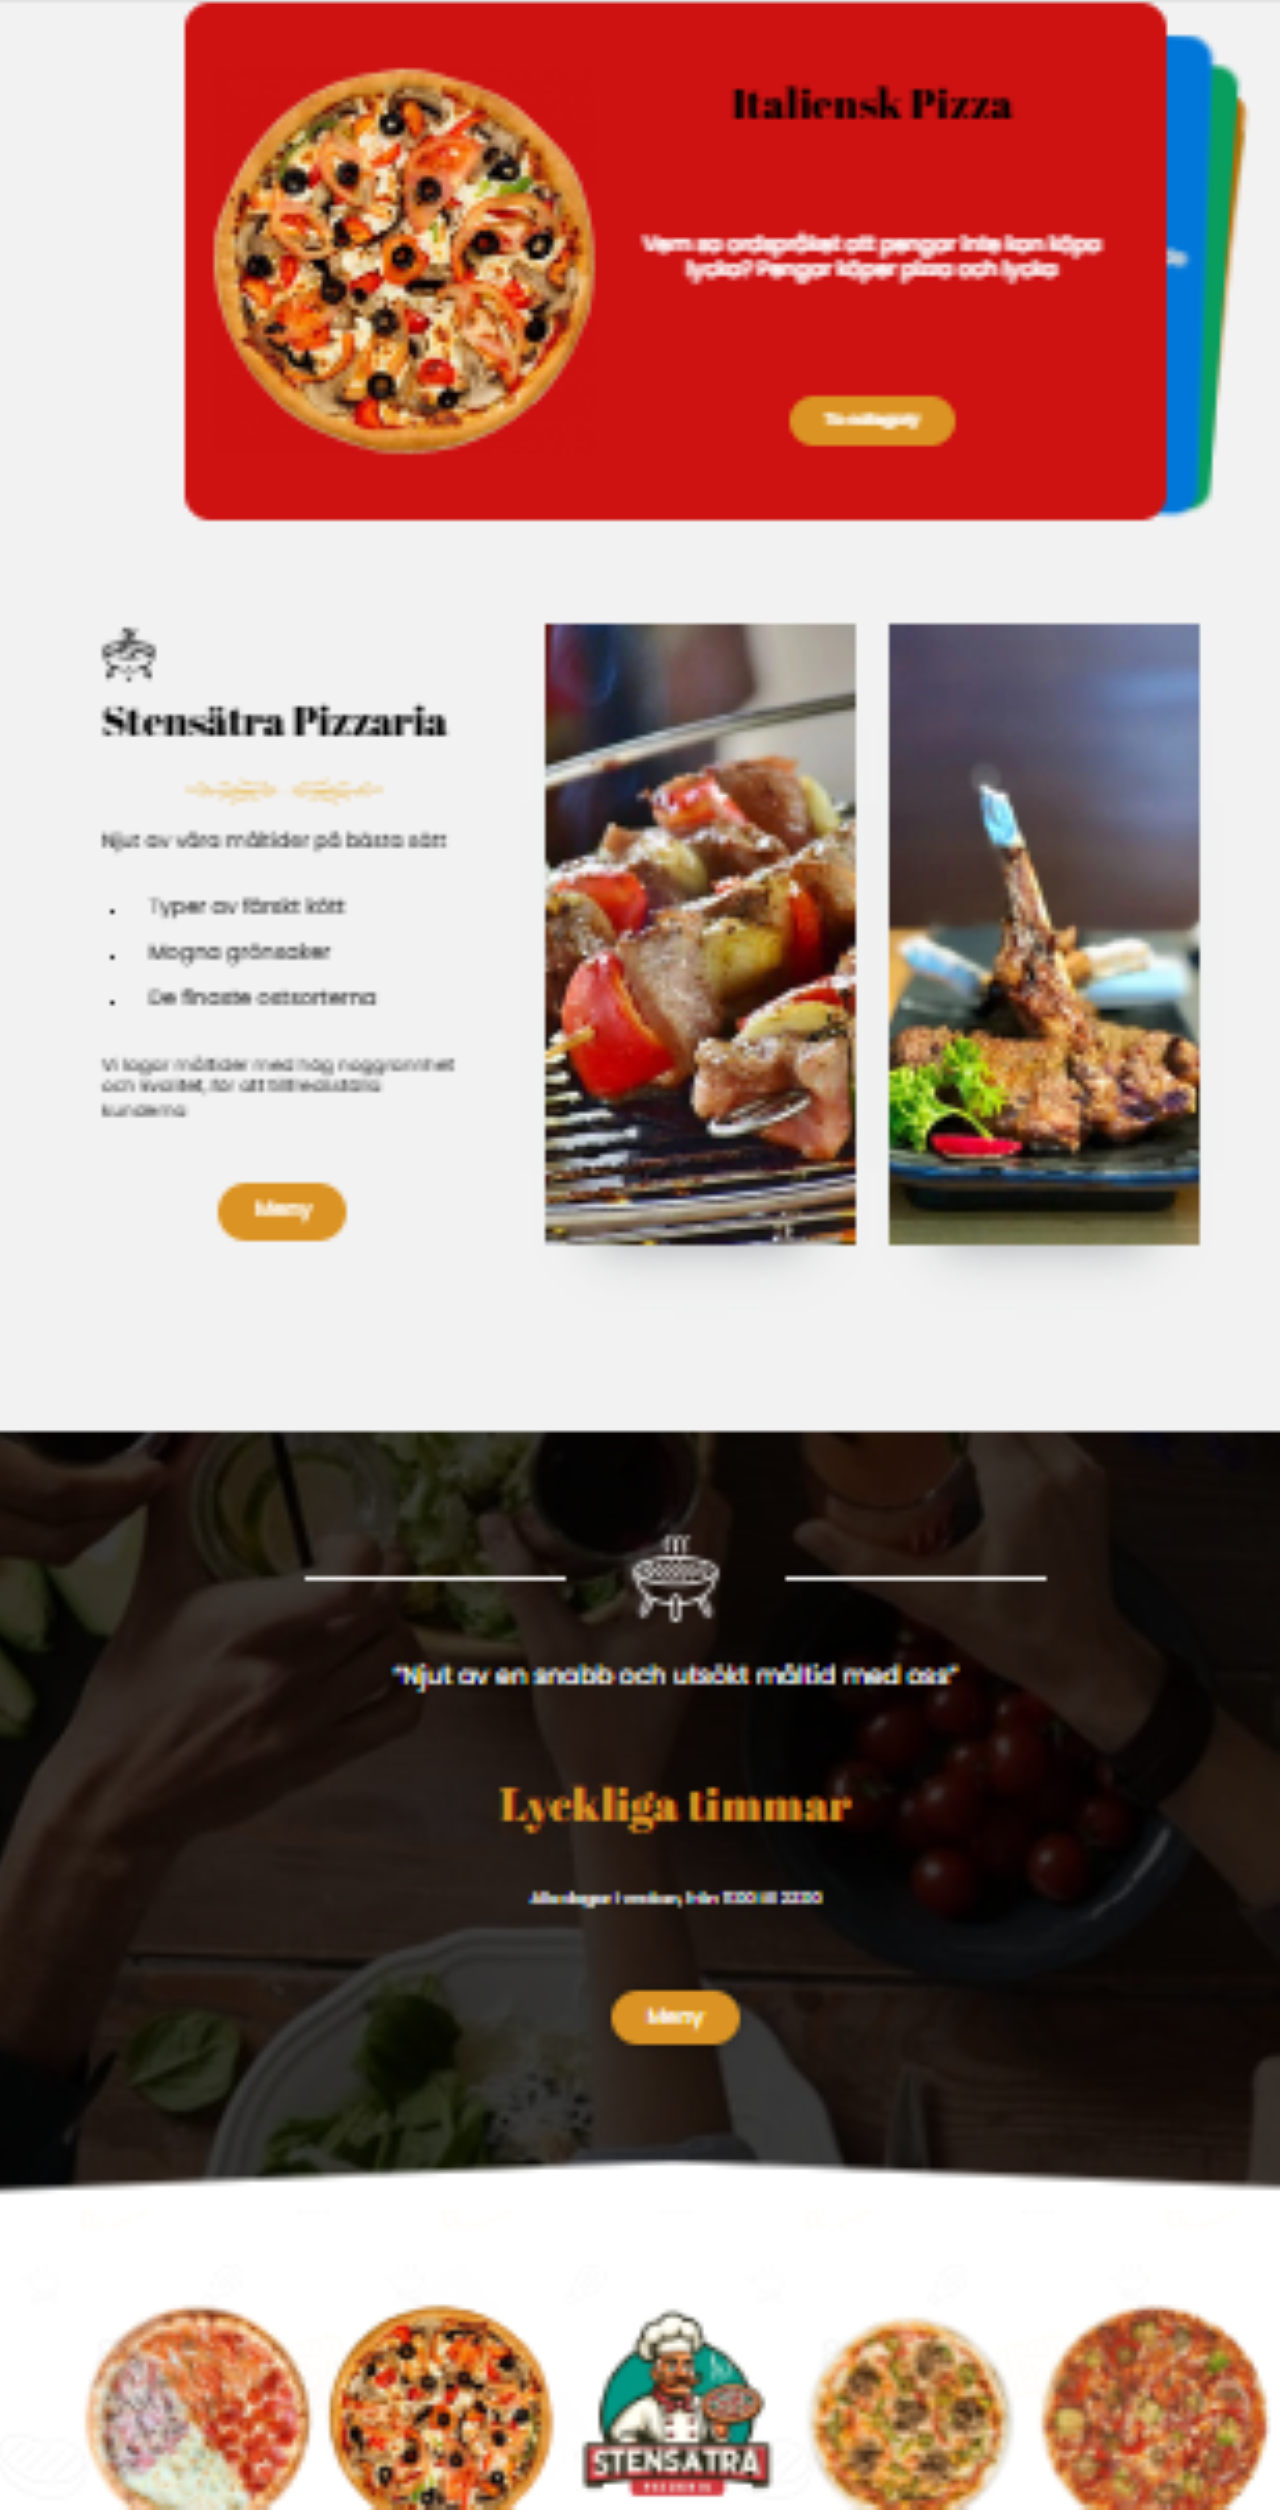 Italiensk Pizza
Vem sa ordspråket att pengar inte kan köpa
lycka? Pengar köper pizza och lycka
To category
Stensätra Pizzaria
Njut av våra måltider på bästa sätt
Typer av färskt kött
Mogna grönsaker
De finaste ostsorterna
Vi lagar måltider med hög noggrannhet
och kvalitet, för att tillfredsställa
kunderna
Meny
"Njut av en snabb och utsökt måltid med oss"
Lyckliga timmar
Alla dagar i veckan, från
Meny
STENSÄTRA